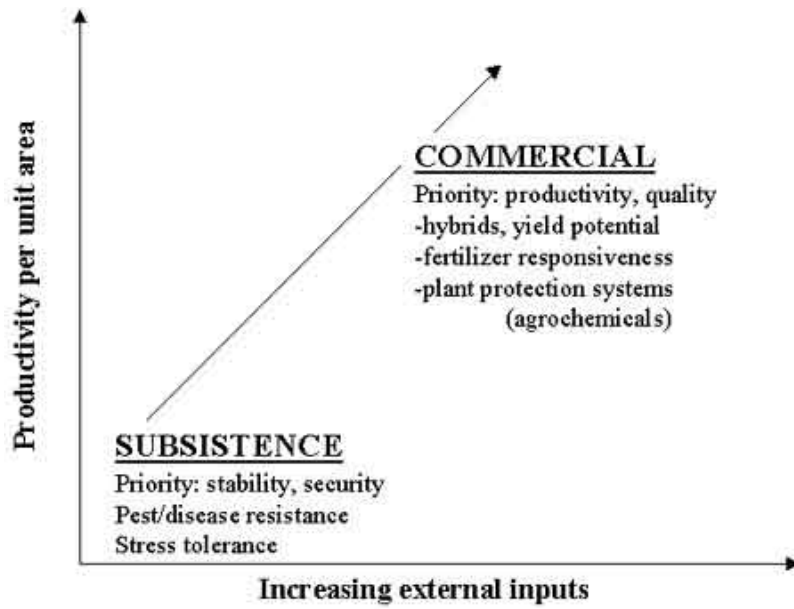 Productivity per unit area
COMMERCIAL
Priority: productivity, quality
-hybrids, yield potential
-fertilizer responsiveness
-plant protection systems
(agrochemicals)
SUBSISTENCE
Priority: stability, security
Pest/disease resistance
Stress tolerance
Increasing external inputs